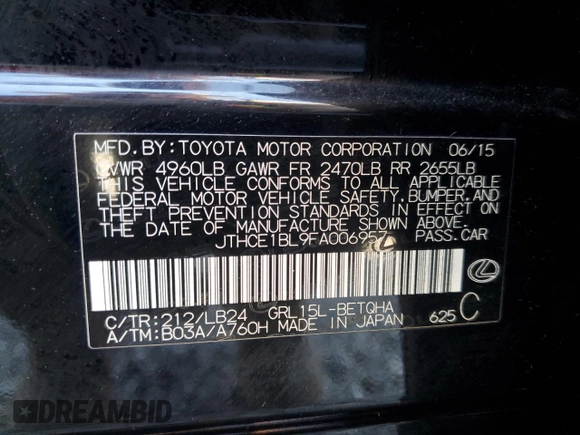 MFD.BY:TOYOTA MOTOR CORPORATION 06/15
GVWR 4960LB GAWR FR 2470LB RR 2655LB
THIS VEHICLE CONFORMS TO ALL APPLICABLE
FEDERAL MOTOR VEHICLE SAFETY,BUMPER,AND
THEFT PREVENTION STANDARDS IN EFFECT ON
THE DATE OF MANUFACTURE SHOWN ABOVE.
JTHCE1BL9FA006957 PASS.CAR
C/TR:212/LB24 GRL15L-BETQHA
A/TM:B03A/A760H MADE IN JAPAN 625 C
DREAMBID